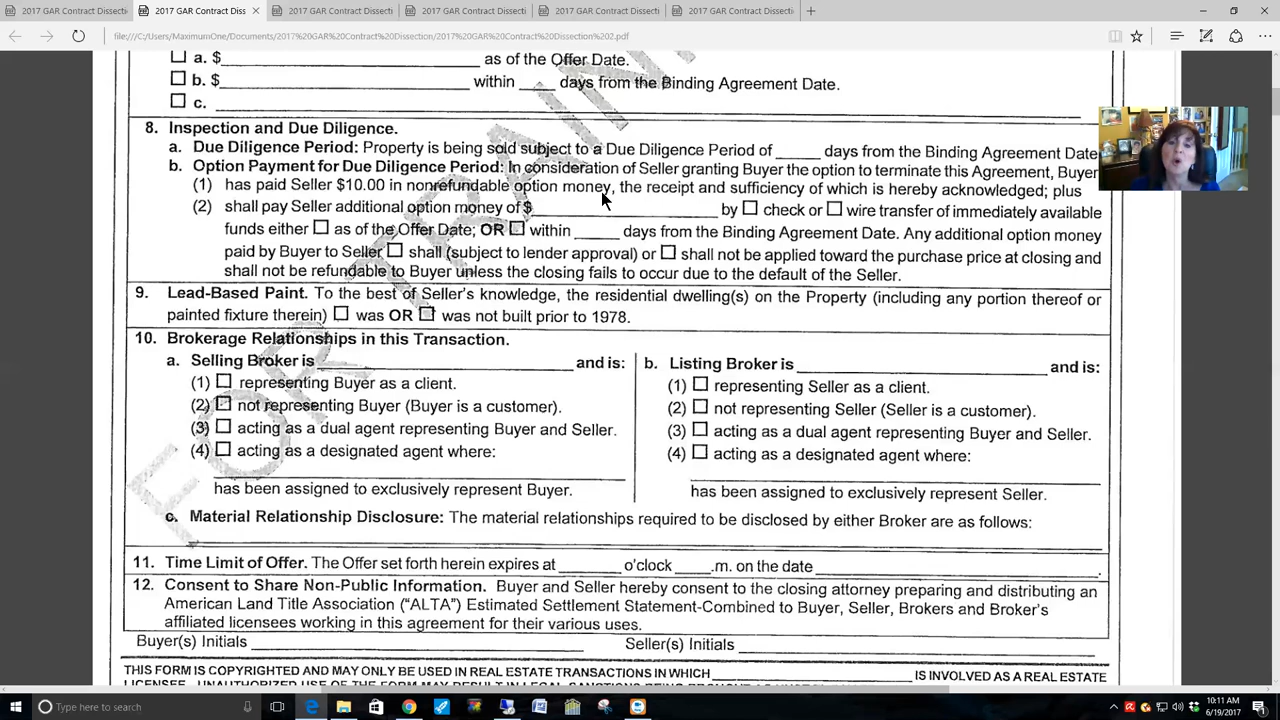 2017 GAR Contract Dissecti
2017 GAR Contract Diss
2017 GAR Contract Dissecti
2017 GAR Contract Dissecti
2017 GAR Contract Dissecti
2017 GAR Contract Dissecti
file:///C:/Users/MaximumOne/Documents/2017%20GAR%20Contract%20Dissection/2017%20GAR%20Contract%20Dissection%202.pdf
a. $ as of the Offer Date.
b. $ within ____ days from the Binding Agreement Date.
c.
8. Inspection and Due Diligence.
a. Due Diligence Period: Property is being sold subject to a Due Diligence Period of _____ days from the Binding Agreement Date
b. Option Payment for Due Diligence Period: In consideration of Seller granting Buyer the option to terminate this Agreement, Buyer
(1) has paid Seller $10.00 in nonrefundable option money, the receipt and sufficiency of which is hereby acknowledged; plus
(2) shall pay Seller additional option money of $ by ☐ check or ☐ wire transfer of immediately available
funds either ☐ as of the Offer Date; OR ☐ within _____ days from the Binding Agreement Date. Any additional option money
paid by Buyer to Seller ☐ shall (subject to lender approval) or ☐ shall not be applied toward the purchase price at closing and
shall not be refundable to Buyer unless the closing fails to occur due to the default of the Seller.
9. Lead-Based Paint. To the best of Seller's knowledge, the residential dwelling(s) on the Property (including any portion thereof or
painted fixture therein) ☐ was OR ☐ was not built prior to 1978.
10. Brokerage Relationships in this Transaction.
a. Selling Broker is and is:
(1) ☐ representing Buyer as a client.
(2) ☐ not representing Buyer (Buyer is a customer).
(3) ☐ acting as a dual agent representing Buyer and Seller.
(4) ☐ acting as a designated agent where:
has been assigned to exclusively represent Buyer.
b. Listing Broker is and is:
(1) ☐ representing Seller as a client.
(2) ☐ not representing Seller (Seller is a customer).
(3) ☐ acting as a dual agent representing Buyer and Seller.
(4) ☐ acting as a designated agent where:
has been assigned to exclusively represent Seller.
c. Material Relationship Disclosure: The material relationships required to be disclosed by either Broker are as follows:
11. Time Limit of Offer. The Offer set forth herein expires at ______ o'clock ____.m. on the date
12. Consent to Share Non-Public Information. Buyer and Seller hereby consent to the closing attorney preparing and distributing an
American Land Title Association ("ALTA") Estimated Settlement Statement-Combined to Buyer, Seller, Brokers and Broker's
affiliated licensees working in this agreement for their various uses.
Buyer(s) Initials Seller(s) Initials
THIS FORM IS COPYRIGHTED AND MAY ONLY BE USED IN REAL ESTATE TRANSACTIONS IN WHICH IS INVOLVED AS A REAL ESTATE
FOR TRAIN
Type here to search
10:11 AM
6/19/2017